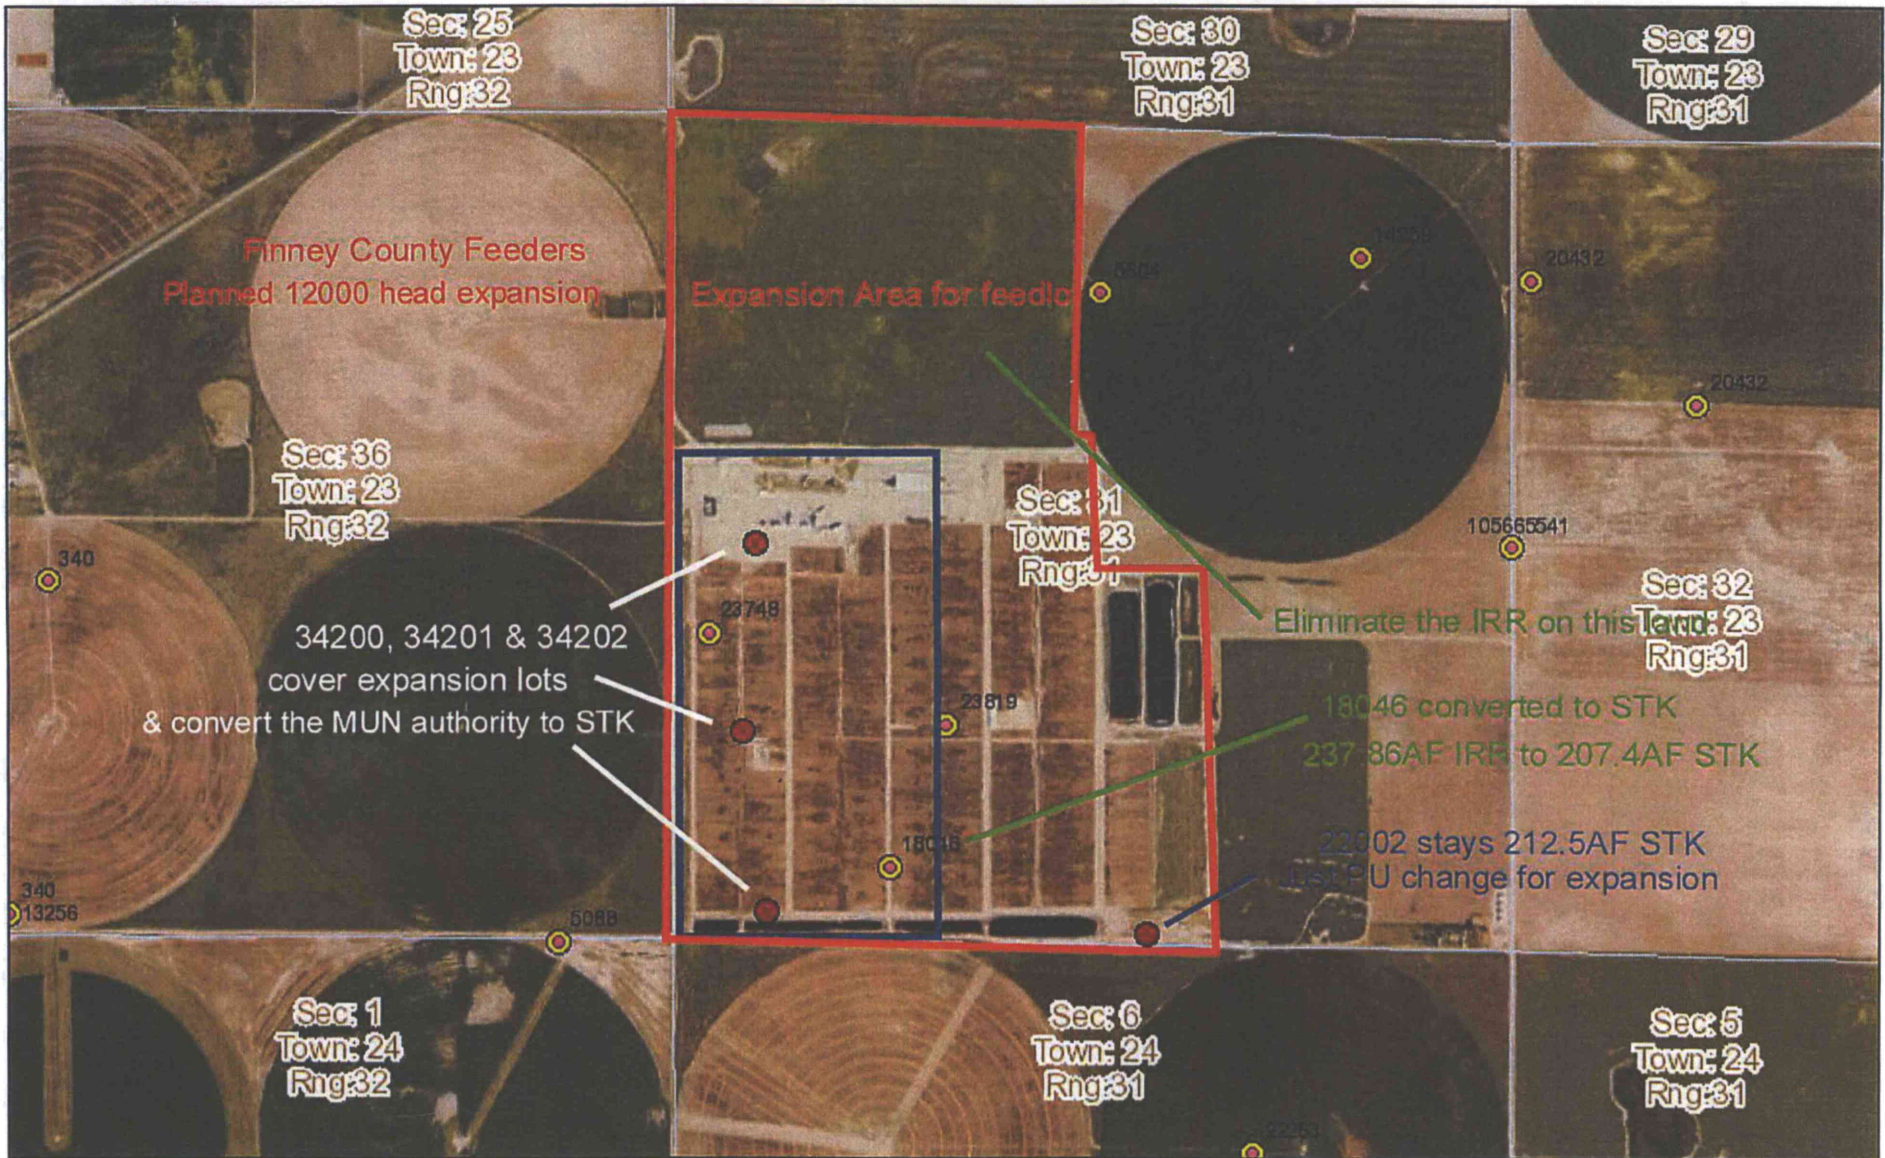 Sec: 25
Town: 23
Rng:32
Sec: 30
Town: 23
Rng:31
Sec: 29
Town: 23
Rng:31
Finney County Feeders
Planned 12000 head expansion
Expansion Area for feedlo
14259
20432
20432
Sec: 36
Town: 23
Rng:32
Sec: 31
Town: 23
Rng:31
105665541
340
Sec: 32
Town: 23
Rng:31
23748
Eliminate the IRR on this
34200, 34201 & 34202
cover expansion lots
& convert the MUN authority to STK
23819
18046 converted to STK
237.86AF IRR to 207.4AF STK
18046
22002 stays 212.5AF STK
Just PU change for expansion
340
13256
5088
Sec: 1
Town: 24
Rng:32
Sec: 6
Town: 24
Rng:31
Sec: 5
Town: 24
Rng:31